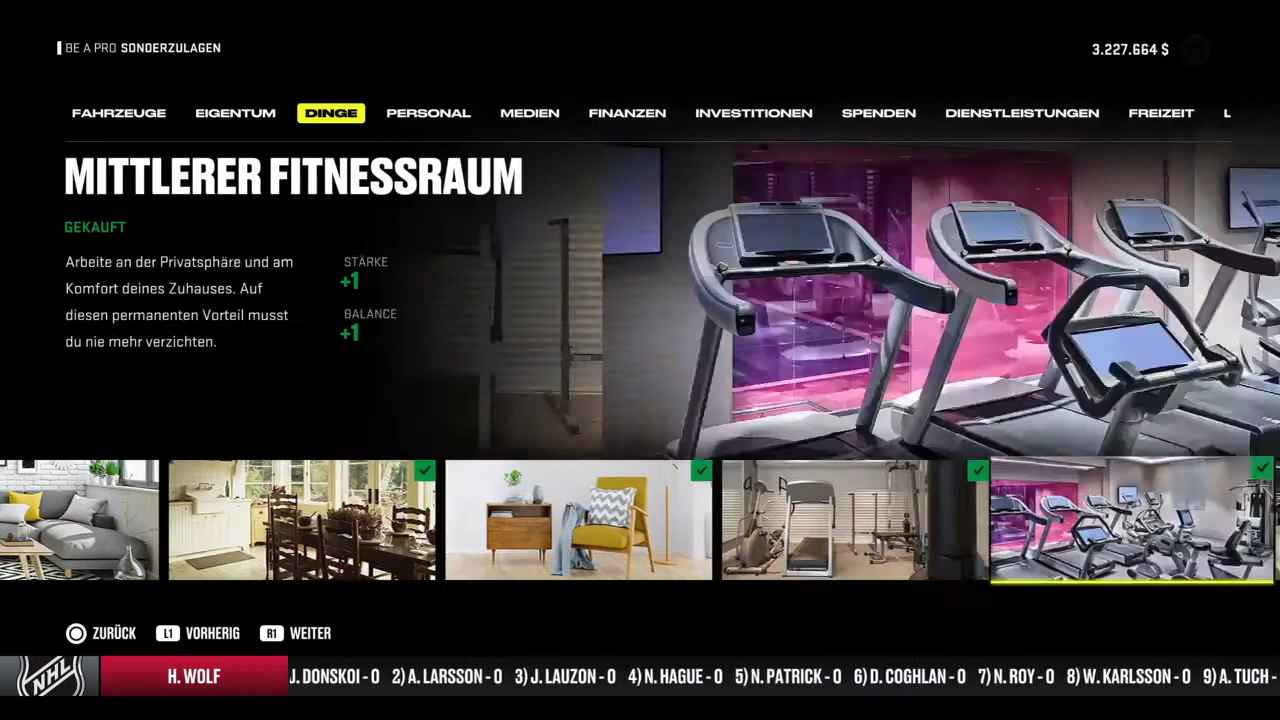 BE A PRO SONDERZULAGEN
3.227.664 $
FAHRZEUGE EIGENTUM DINGE PERSONAL MEDIEN FINANZEN INVESTITIONEN SPENDEN DIENSTLEISTUNGEN FREIZEIT L
MITTLERER FITNESSRAUM
GEKAUFT
Arbeite an der Privatsphäre und am
Komfort deines Zuhauses. Auf
diesen permanenten Vorteil musst
du nie mehr verzichten.
STÄRKE
+1
BALANCE
+1
ZURÜCK L1 VORHERIG R1 WEITER
NHL H. WOLF J. DONSKOI - 0 2) A. LARSSON - 0 3) J. LAUZON - 0 4) N. HAGUE - 0 5) N. PATRICK - 0 6) D. COGHLAN - 0 7) N. ROY - 0 8) W. KARLSSON - 0 9) A. TUCH -